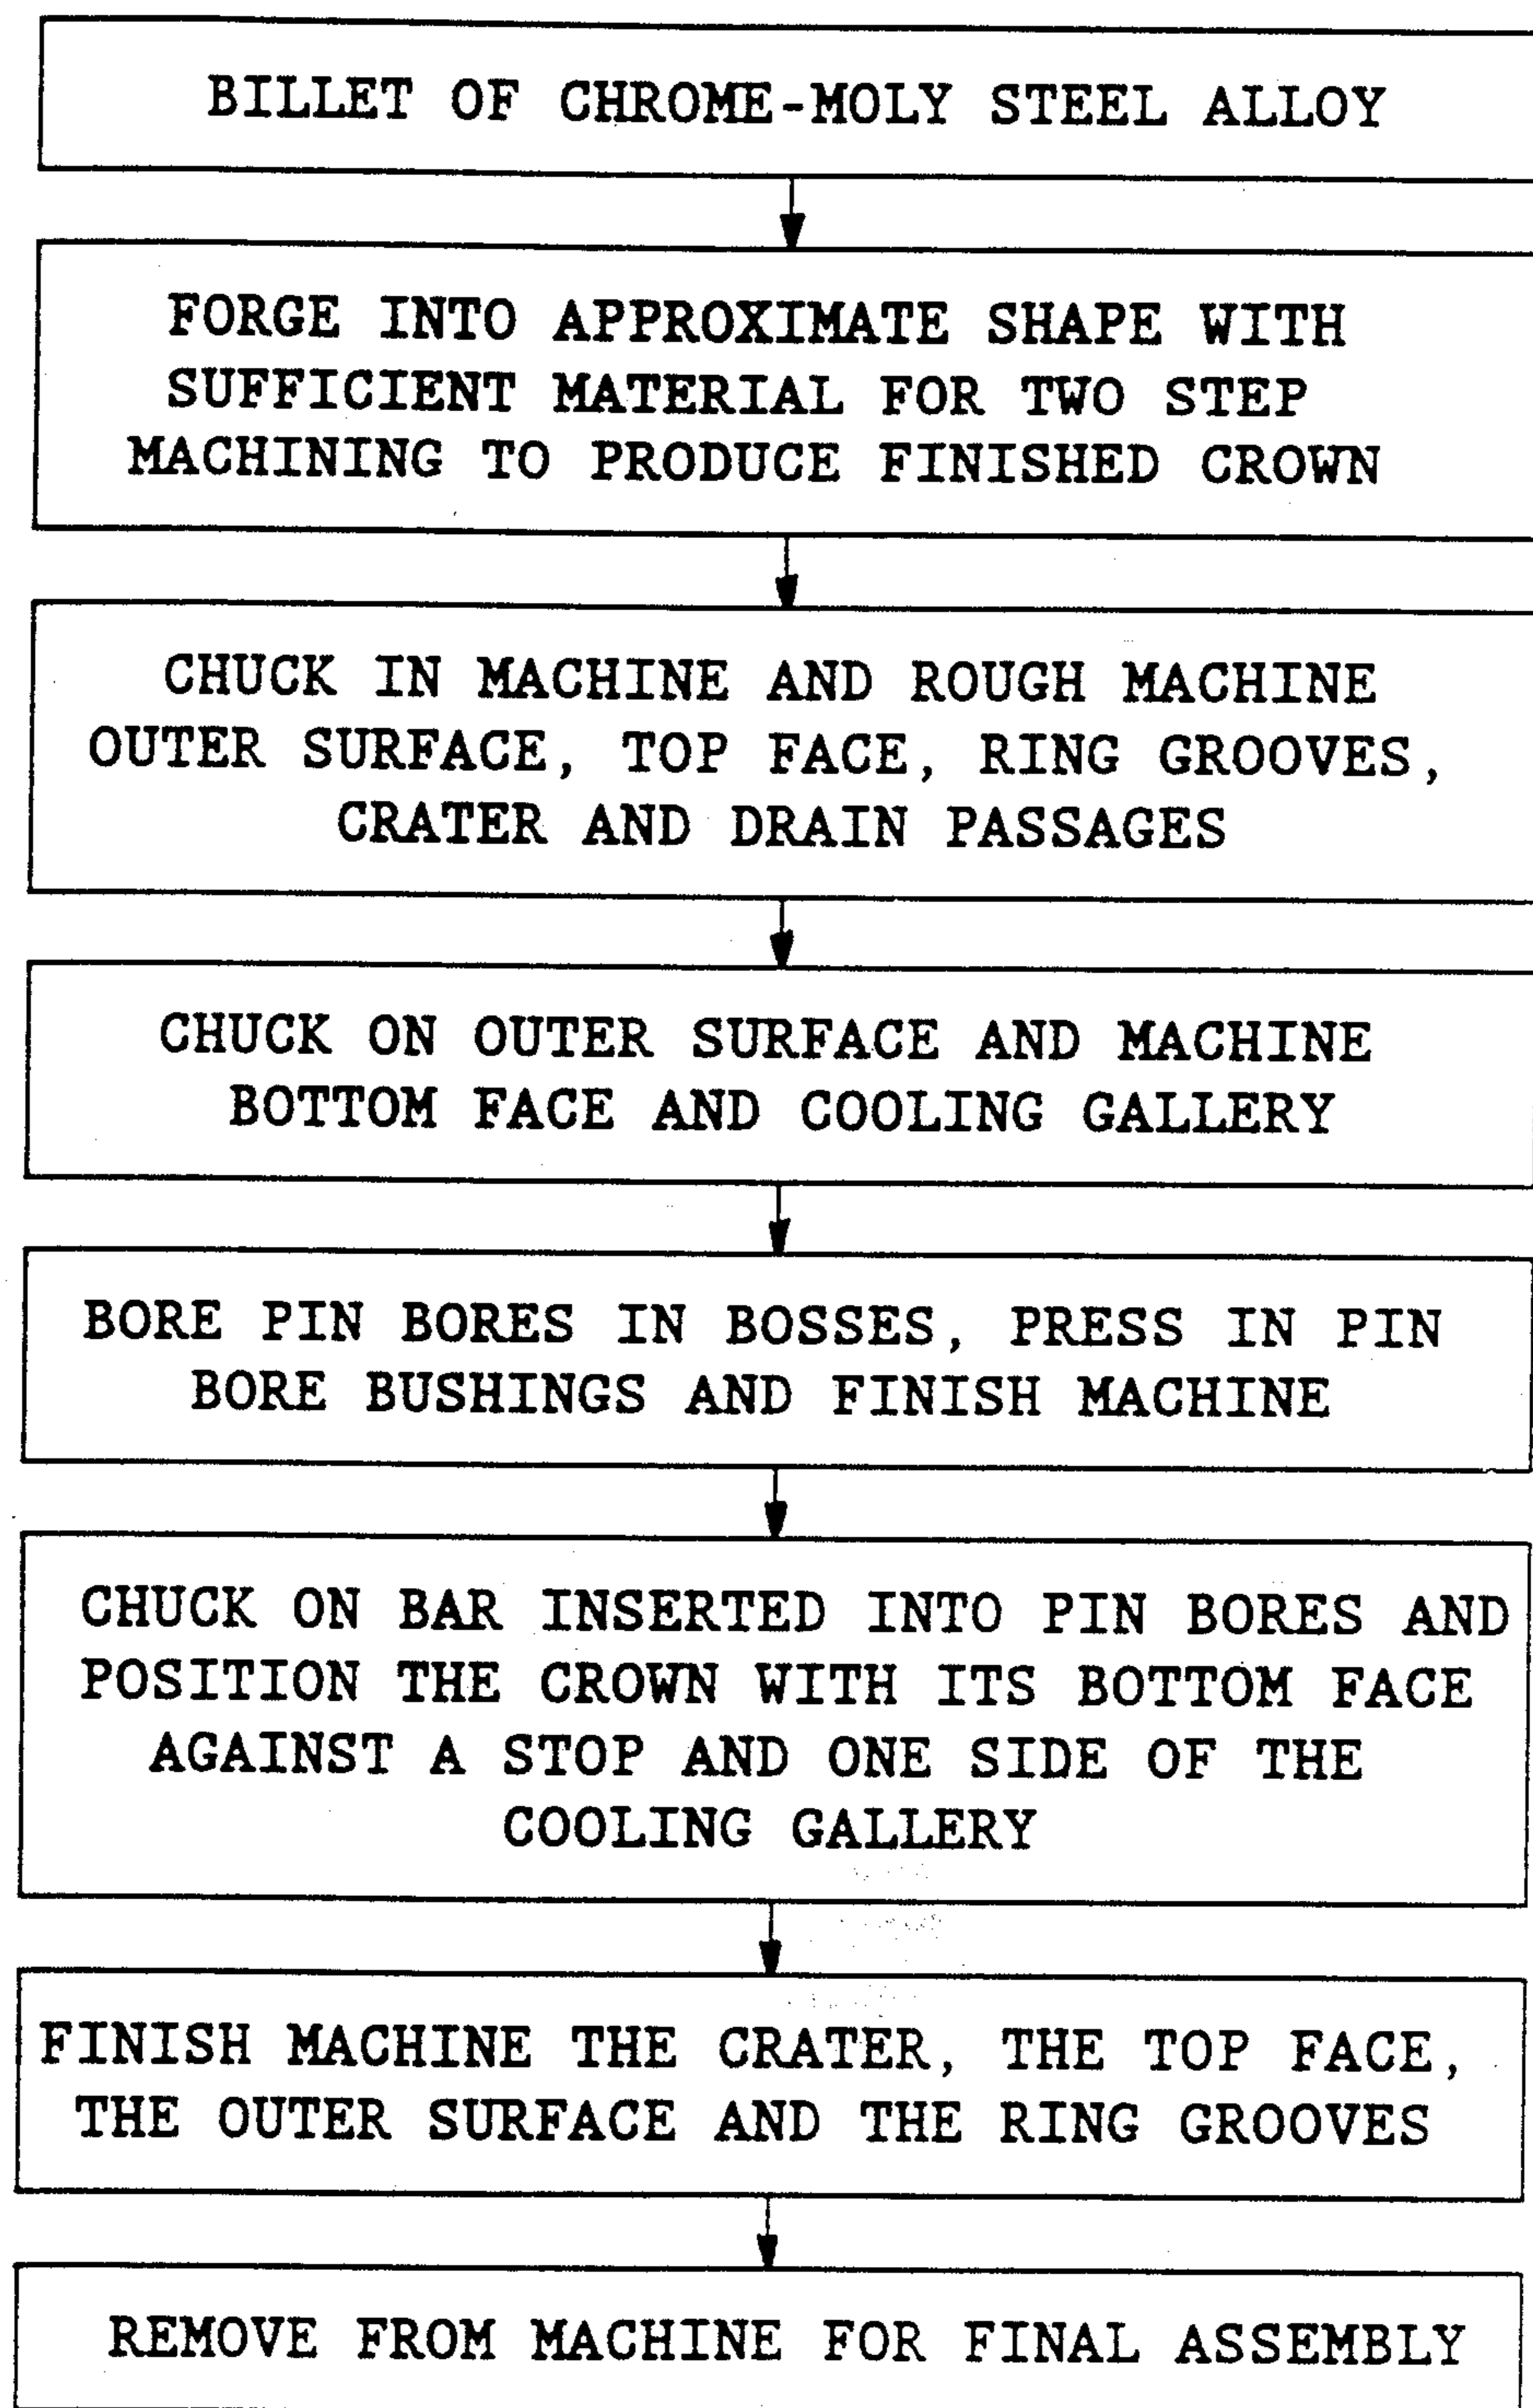 BILLET OF CHROME-MOLY STEEL ALLOY
FORGE INTO APPROXIMATE SHAPE WITH
SUFFICIENT MATERIAL FOR TWO STEP
MACHINING TO PRODUCE FINISHED CROWN
CHUCK IN MACHINE AND ROUGH MACHINE
OUTER SURFACE, TOP FACE, RING GROOVES,
CRATER AND DRAIN PASSAGES
CHUCK ON OUTER SURFACE AND MACHINE
BOTTOM FACE AND COOLING GALLERY
BORE PIN BORES IN BOSSES, PRESS IN PIN
BORE BUSHINGS AND FINISH MACHINE
CHUCK ON BAR INSERTED INTO PIN BORES AND
POSITION THE CROWN WITH ITS BOTTOM FACE
AGAINST A STOP AND ONE SIDE OF THE
COOLING GALLERY
FINISH MACHINE THE CRATER, THE TOP FACE,
THE OUTER SURFACE AND THE RING GROOVES
REMOVE FROM MACHINE FOR FINAL ASSEMBLY